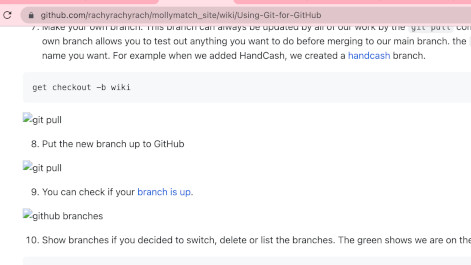 github.com/rachyrachyrach/mollymatch_site/wiki/Using-Git-for-GitHub
7. Make your own branch. This branch can always be updated by all of our work by the git pull
own branch allows you to test out anything you want to do before merging to our main branch. the
name you want. For example when we added HandCash, we created a handcash branch.
get checkout -b wiki
git pull
8. Put the new branch up to GitHub
git pull
9. You can check if your branch is up.
github branches
10. Show branches if you decided to switch, delete or list the branches. The green shows we are on the